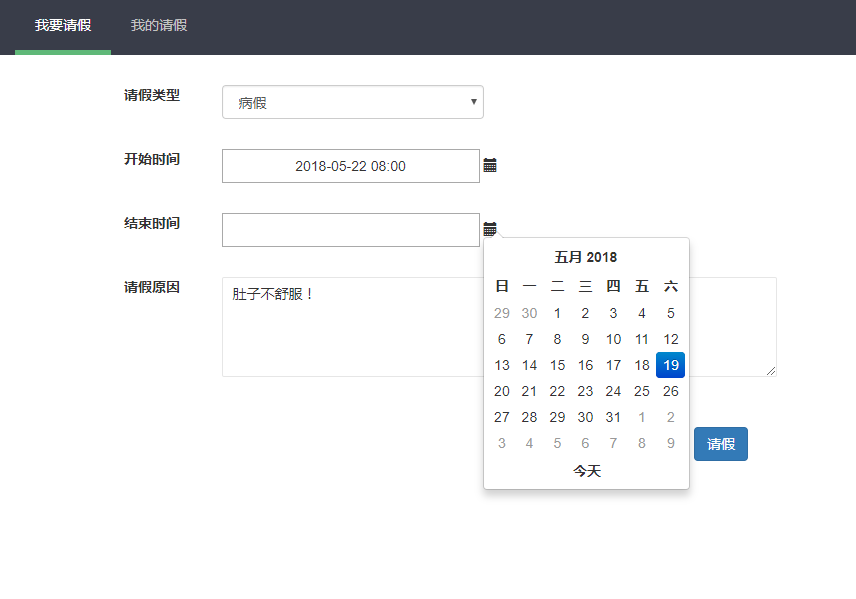 我要请假 我的请假
请假类型 病假
开始时间 2018-05-22 08:00
结束时间
请假原因 肚子不舒服！
五月 2018
日 一 二 三 四 五 六
29 30 1 2 3 4 5
6 7 8 9 10 11 12
13 14 15 16 17 18 19
20 21 22 23 24 25 26
27 28 29 30 31 1 2
3 4 5 6 7 8 9
今天
请假